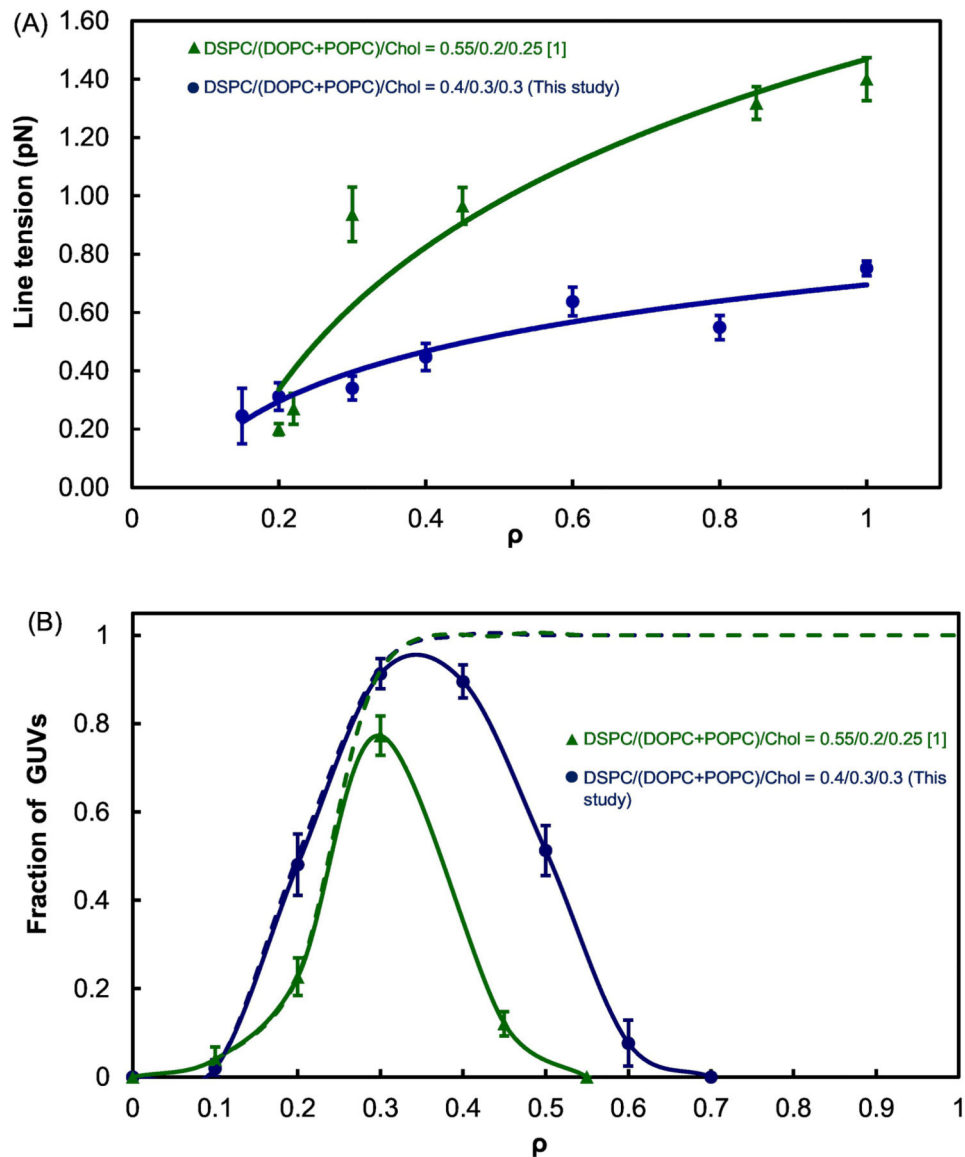 (A)
1.60
1.40
1.20
1.00
0.80
0.60
0.40
0.20
0.00
Line tension (pN)
DSPC/(DOPC+POPC)/Chol = 0.55/0.2/0.25 [1]
DSPC/(DOPC+POPC)/Chol = 0.4/0.3/0.3 (This study)
0 0.2 0.4 0.6 0.8 1
ρ
(B)
1
0.8
0.6
0.4
0.2
0
Fraction of GUVs
DSPC/(DOPC+POPC)/Chol = 0.55/0.2/0.25 [1]
DSPC/(DOPC+POPC)/Chol = 0.4/0.3/0.3 (This
study)
0 0.1 0.2 0.3 0.4 0.5 0.6 0.7 0.8 0.9 1
ρ